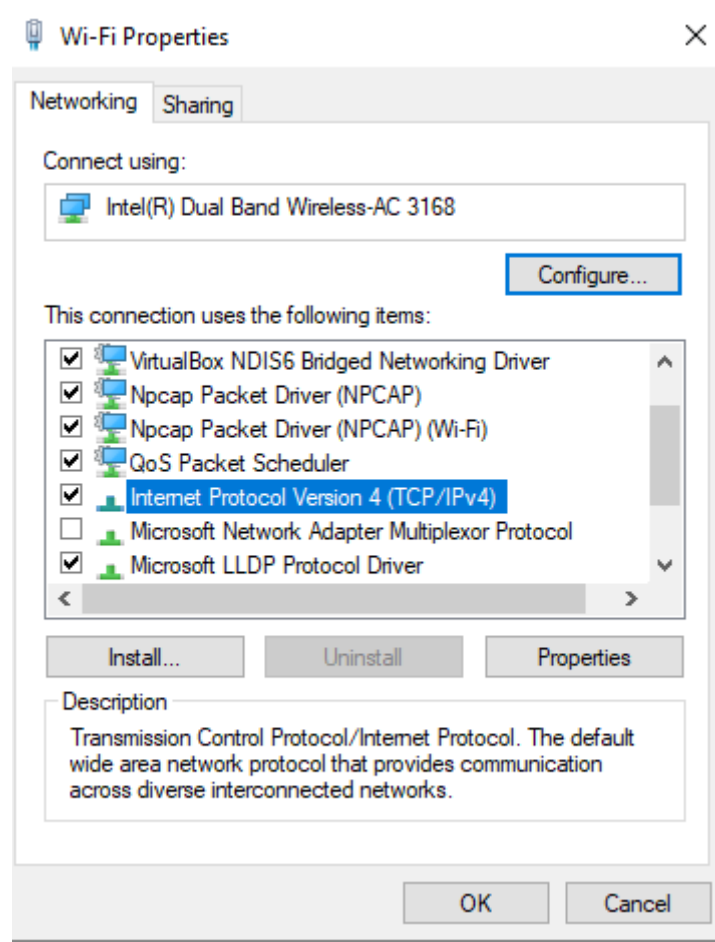 Wi-Fi Properties
Networking
Sharing
Connect using:
Intel(R) Dual Band Wireless-AC 3168
Configure...
This connection uses the following items:
VirtualBox NDIS6 Bridged Networking Driver
Npcap Packet Driver (NPCAP)
Npcap Packet Driver (NPCAP) (Wi-Fi)
QoS Packet Scheduler
Internet Protocol Version 4 (TCP/IPv4)
Microsoft Network Adapter Multiplexor Protocol
Microsoft LLDP Protocol Driver
Install...
Uninstall
Properties
Description
Transmission Control Protocol/Internet Protocol. The default
wide area network protocol that provides communication
across diverse interconnected networks.
OK
Cancel